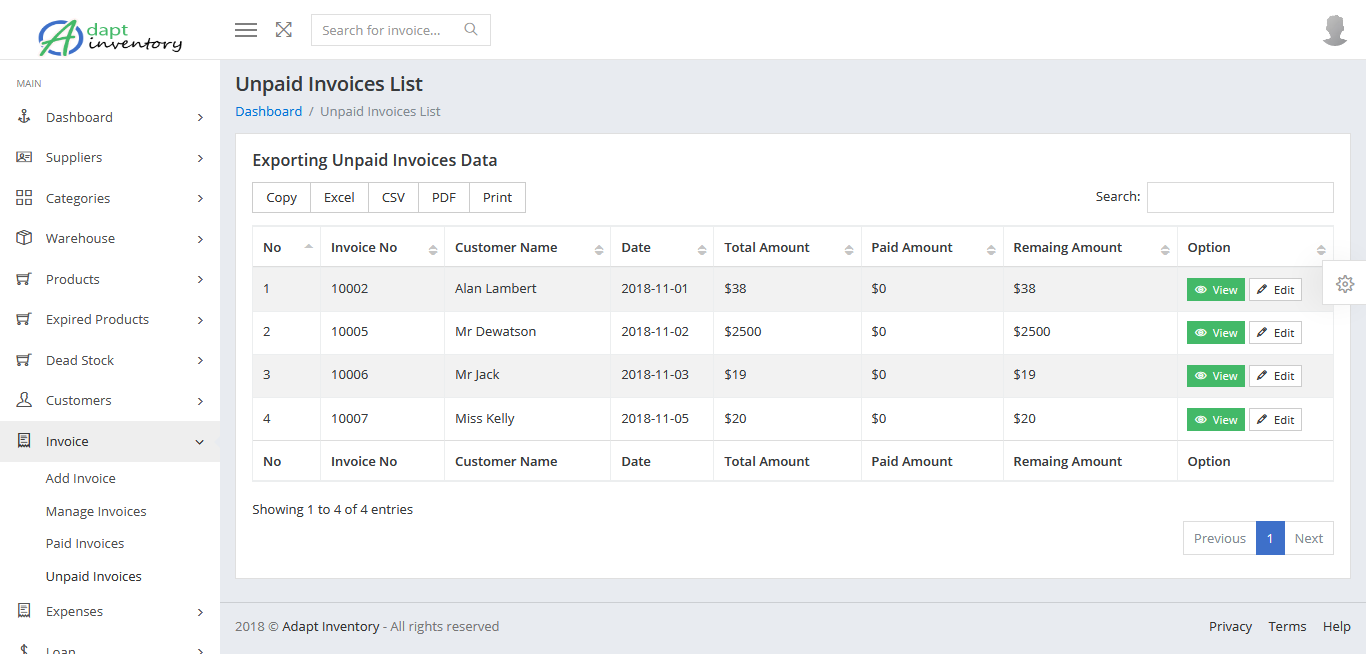 Adapt
inventory
Search for invoice...
MAIN
Dashboard
Suppliers
Categories
Warehouse
Products
Expired Products
Dead Stock
Customers
Invoice
Add Invoice
Manage Invoices
Paid Invoices
Unpaid Invoices
Expenses
Loan
Unpaid Invoices List
Dashboard / Unpaid Invoices List
Exporting Unpaid Invoices Data
Copy Excel CSV PDF Print Search:
No Invoice No Customer Name Date Total Amount Paid Amount Remaing Amount Option
1 10002 Alan Lambert 2018-11-01 $38 $0 $38 View Edit
2 10005 Mr Dewatson 2018-11-02 $2500 $0 $2500 View Edit
3 10006 Mr Jack 2018-11-03 $19 $0 $19 View Edit
4 10007 Miss Kelly 2018-11-05 $20 $0 $20 View Edit
No Invoice No Customer Name Date Total Amount Paid Amount Remaing Amount Option
Showing 1 to 4 of 4 entries
Previous 1 Next
2018 © Adapt Inventory - All rights reserved
Privacy Terms Help